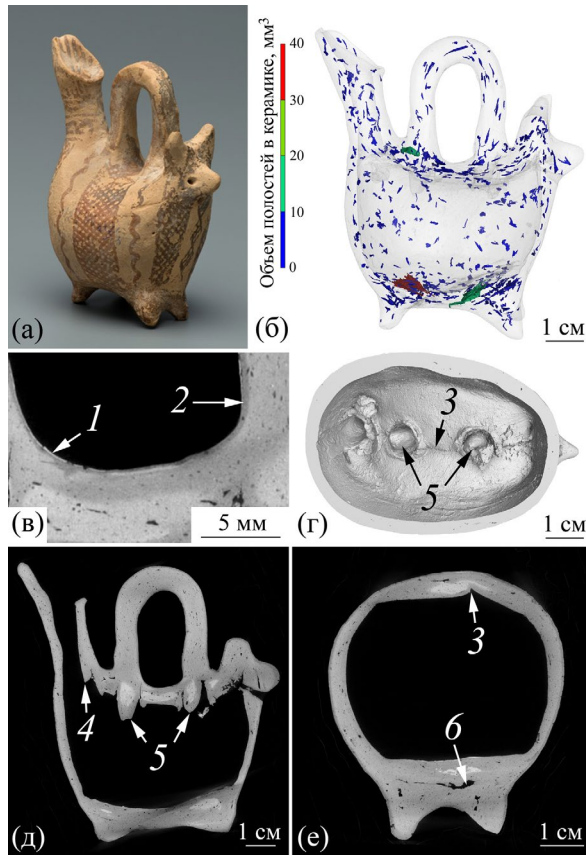 (а)
Объем полостей в керамике, мм³
40
30
20
10
0
(б)
1 см
1
2
(в)
5 мм
3
5
(г)
1 см
4
5
(д)
1 см
3
6
(е)
1 см